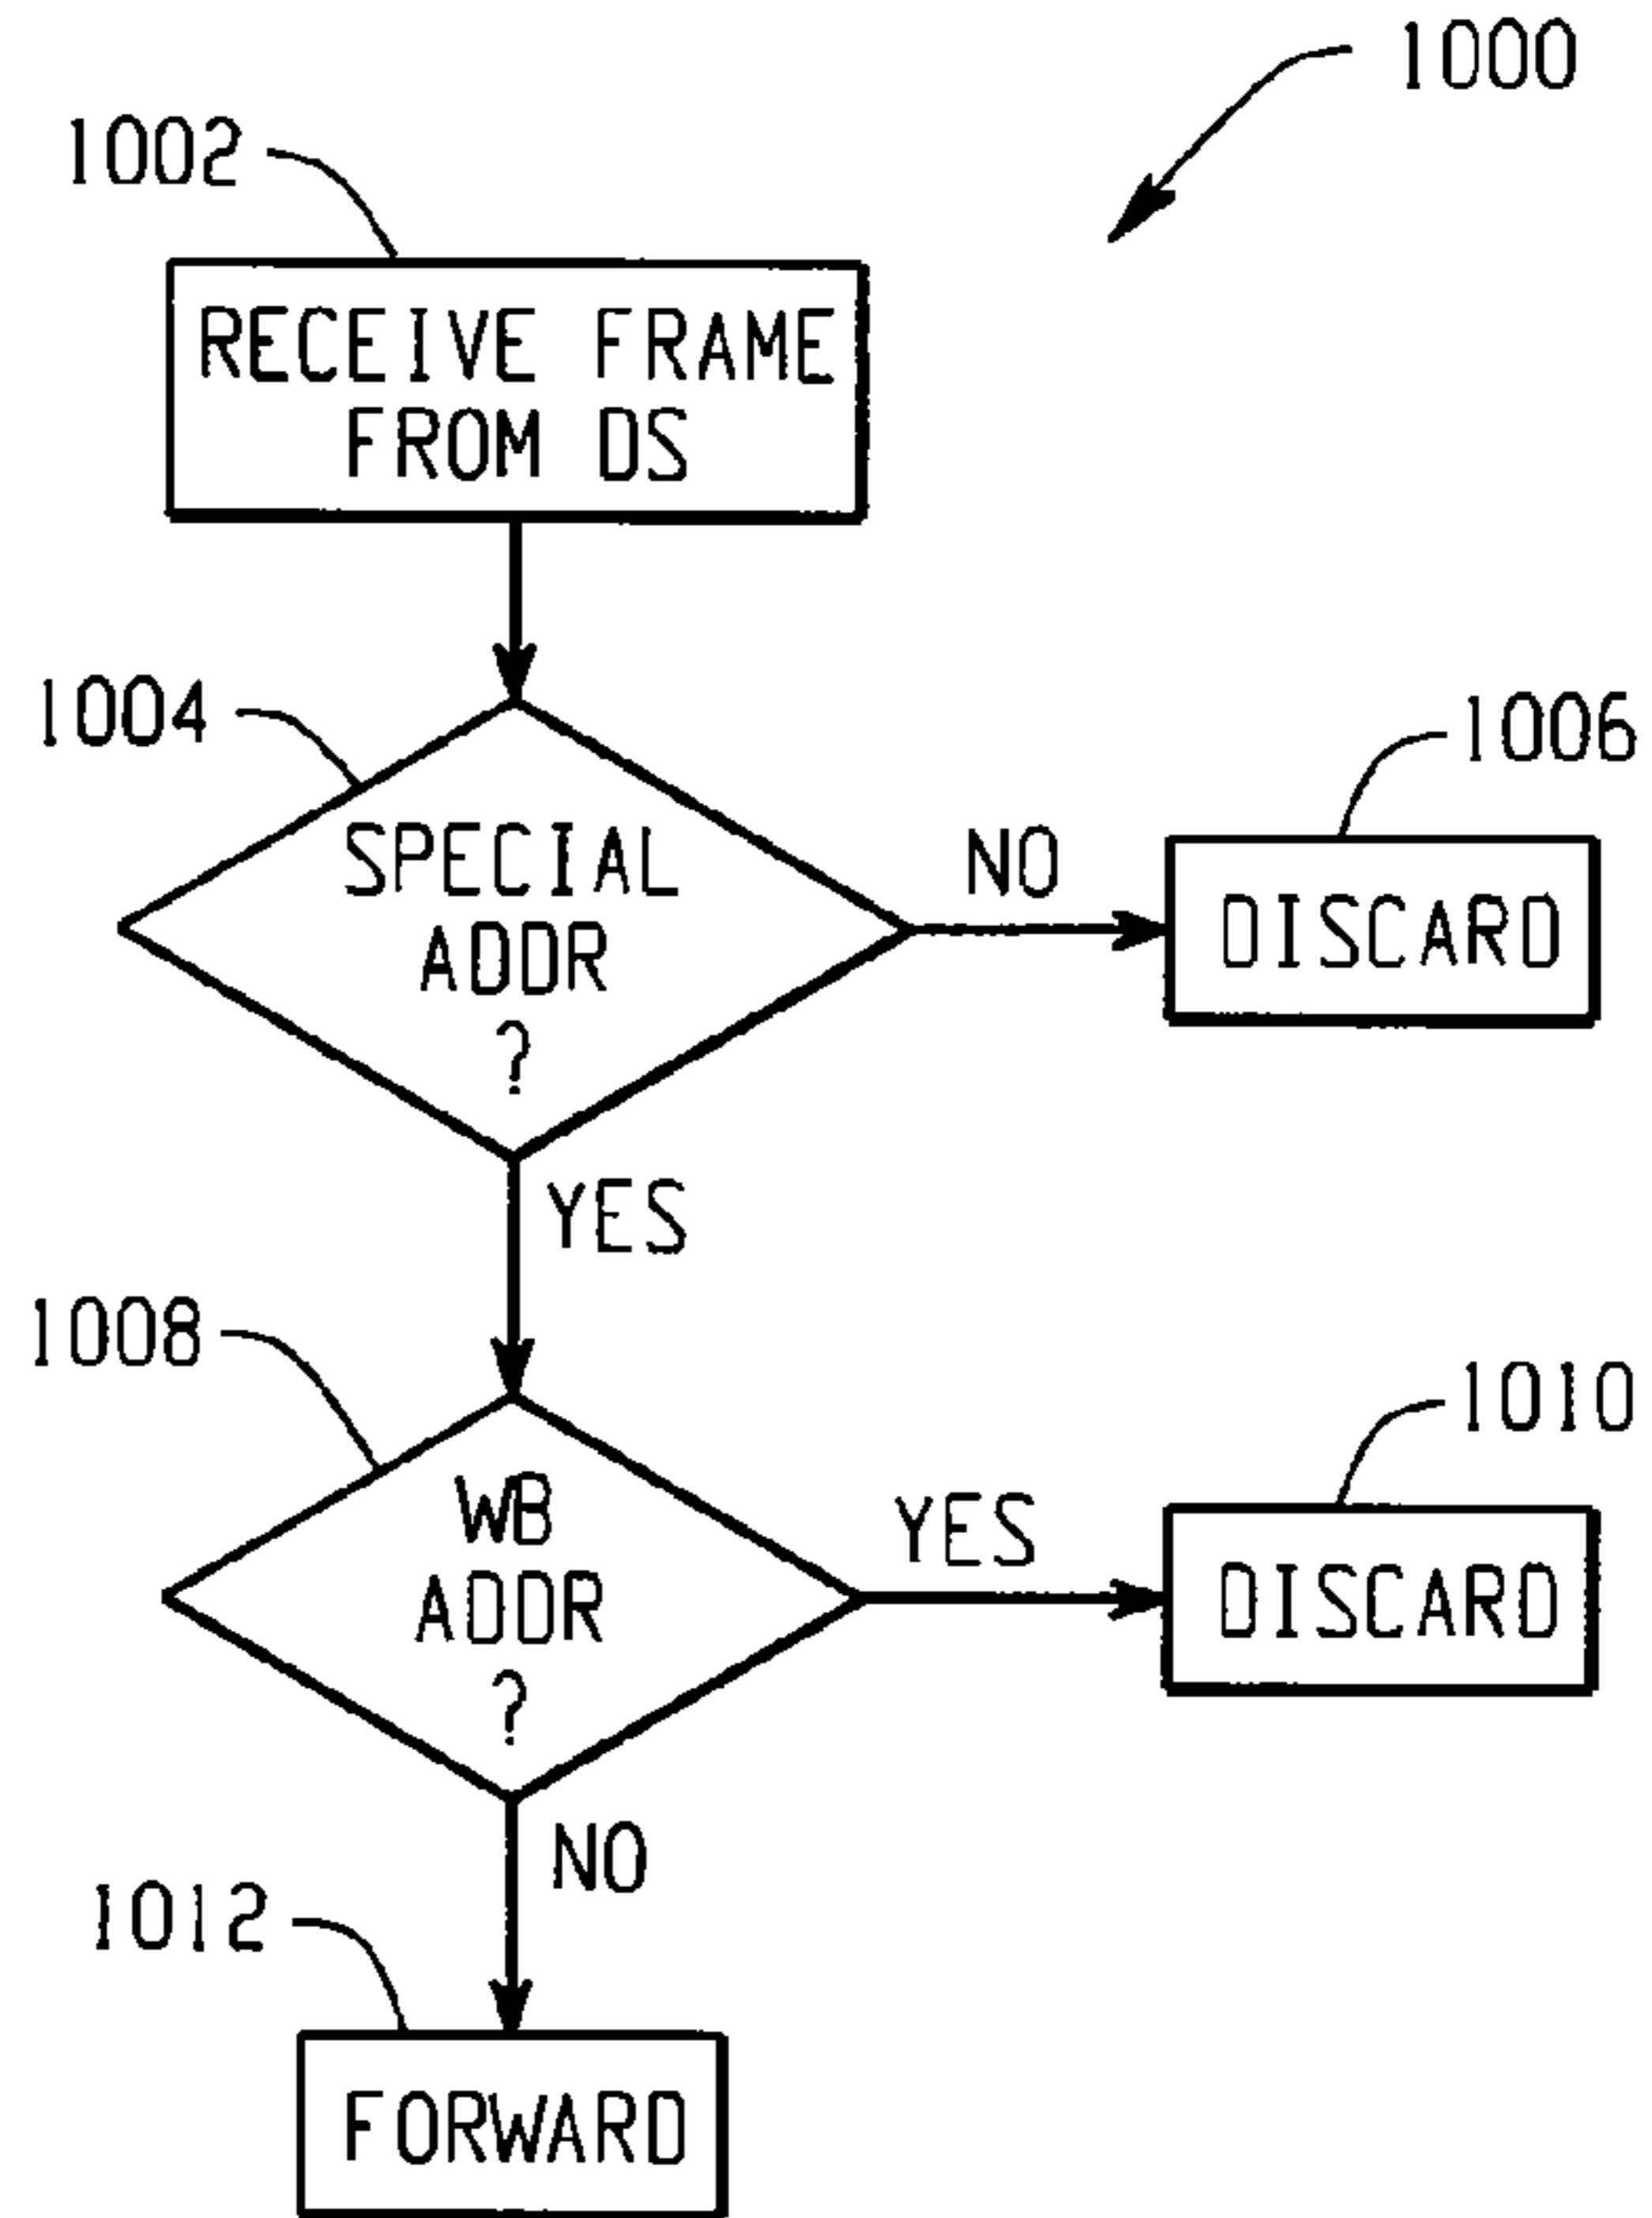 1000
1002
RECEIVE FRAME
FROM DS
1004
SPECIAL
ADDR
?
NO
1006
DISCARD
YES
1008
WB
ADDR
?
YES
1010
DISCARD
NO
1012
FORWARD